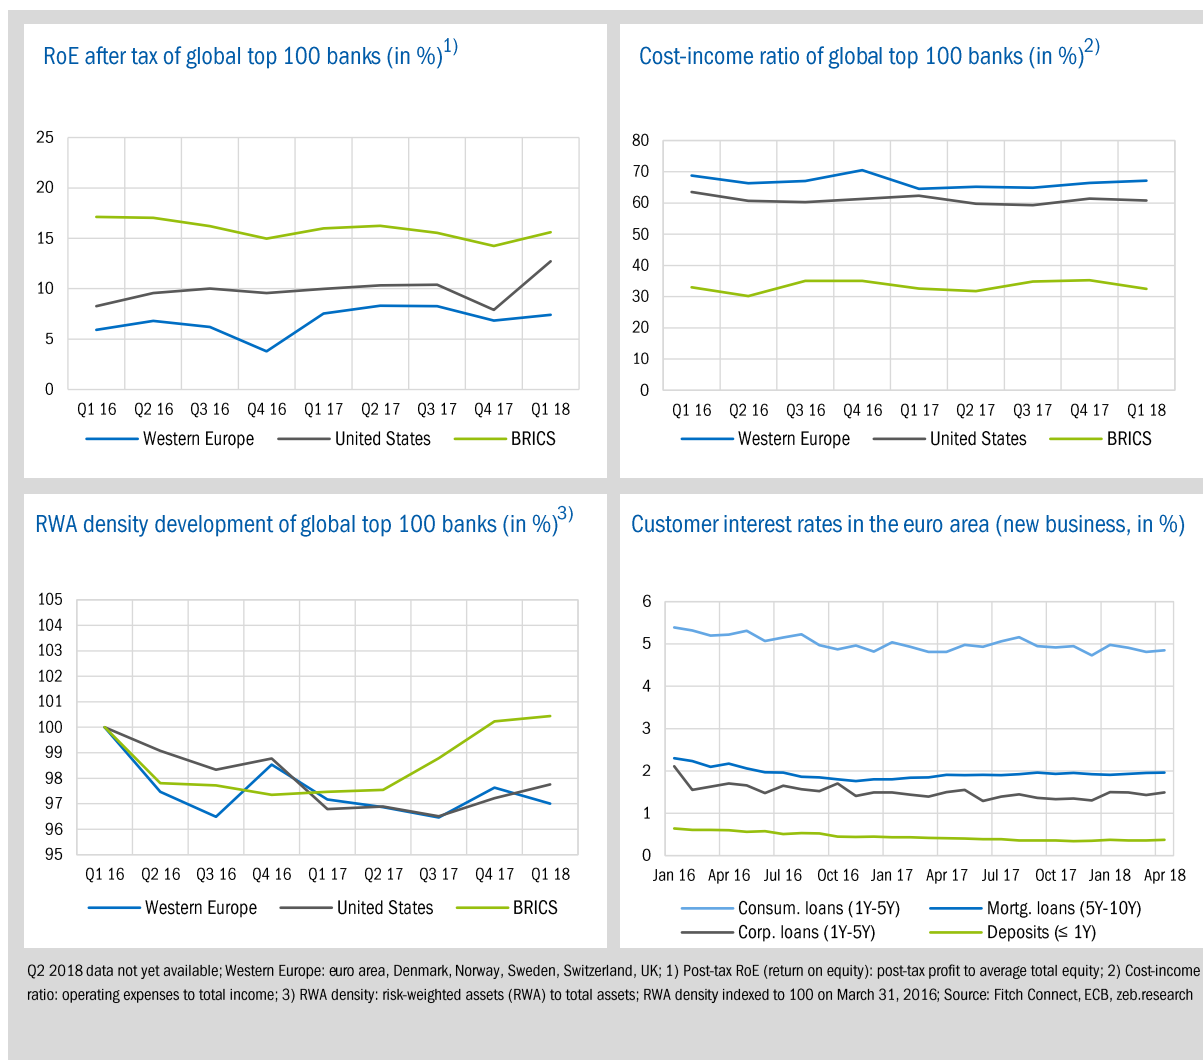 RoE after tax of global top 100 banks (in %)1)
25
20
15
10
5
0
Q1 16 Q2 16 Q3 16 Q4 16 Q1 17 Q2 17 Q3 17 Q4 17 Q1 18
Western Europe United States BRICS
Cost-income ratio of global top 100 banks (in %)2)
80
70
60
50
40
30
20
10
0
Q1 16 Q2 16 Q3 16 Q4 16 Q1 17 Q2 17 Q3 17 Q4 17 Q1 18
Western Europe United States BRICS
RWA density development of global top 100 banks (in %)3)
105
104
103
102
101
100
99
98
97
96
95
Q1 16 Q2 16 Q3 16 Q4 16 Q1 17 Q2 17 Q3 17 Q4 17 Q1 18
Western Europe United States BRICS
Customer interest rates in the euro area (new business, in %)
6
5
4
3
2
1
0
Jan 16 Apr 16 Jul 16 Oct 16 Jan 17 Apr 17 Jul 17 Oct 17 Jan 18 Apr 18
Consum. loans (1Y-5Y) Mortg. loans (5Y-10Y)
Corp. loans (1Y-5Y) Deposits (≤ 1Y)
Q2 2018 data not yet available; Western Europe: euro area, Denmark, Norway, Sweden, Switzerland, UK; 1) Post-tax RoE (return on equity): post-tax profit to average total equity; 2) Cost-income
ratio: operating expenses to total income; 3) RWA density: risk-weighted assets (RWA) to total assets; RWA density indexed to 100 on March 31, 2016; Source: Fitch Connect, ECB, zeb.research